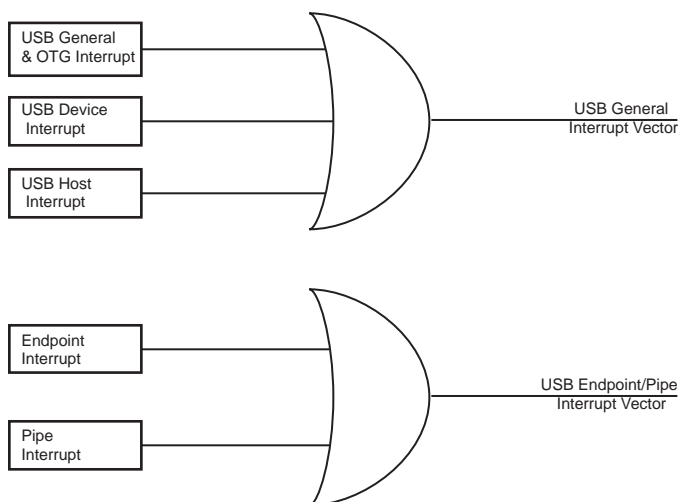 USB General
& OTG Interrupt
USB Device
Interrupt
USB Host
Interrupt
USB General
Interrupt Vector
Endpoint
Interrupt
Pipe
Interrupt
USB Endpoint/Pipe
Interrupt Vector